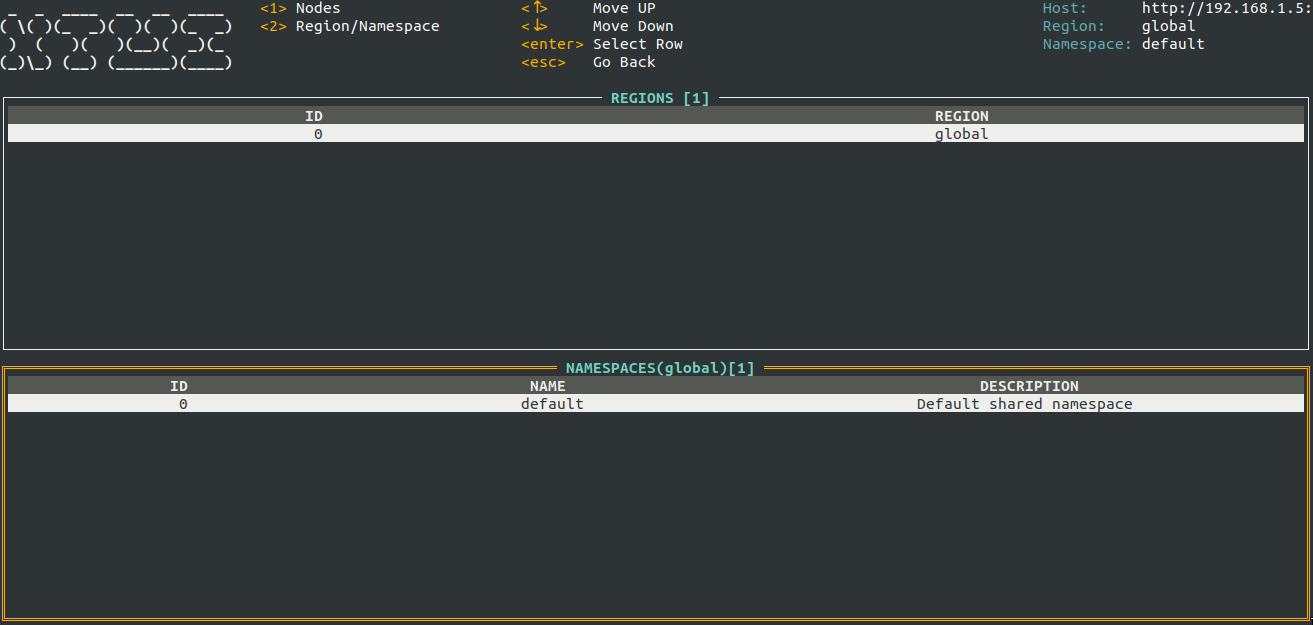 <1> Nodes
<2> Region/Namespace
<↑> Move UP
<↓> Move Down
<enter> Select Row
<esc> Go Back
Host: http://192.168.1.5:
Region: global
Namespace: default
REGIONS [1]
ID REGION
0 global
NAMESPACES(global)[1]
ID NAME DESCRIPTION
0 default Default shared namespace